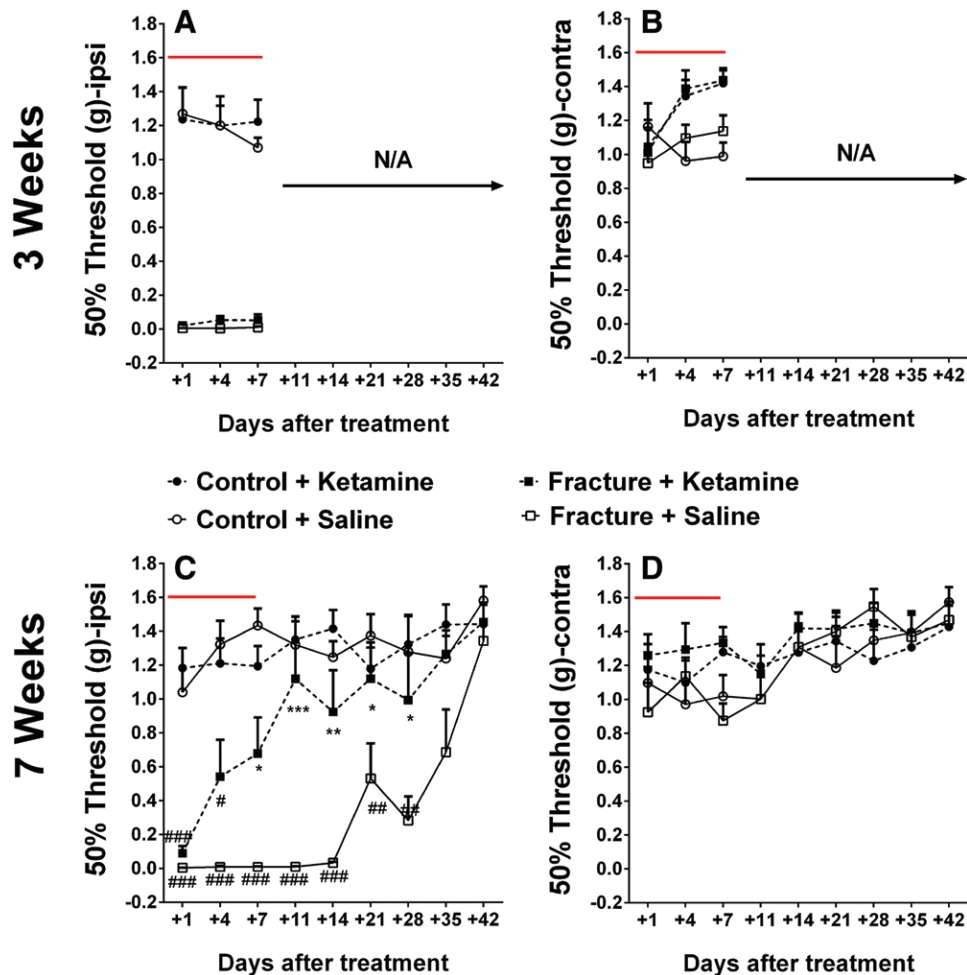 3 Weeks
A
50% Threshold (g)-ipsi
1.8
1.6
1.4
1.2
1.0
0.8
0.6
0.4
0.2
0.0
-0.2
N/A
+1 +4 +7 +11 +14 +21 +28 +35 +42
Days after treatment
B
50% Threshold (g)-contra
1.8
1.6
1.4
1.2
1.0
0.8
0.6
0.4
0.2
0.0
-0.2
N/A
+1 +4 +7 +11 +14 +21 +28 +35 +42
Days after treatment
Control + Ketamine
Fracture + Ketamine
Control + Saline
Fracture + Saline
7 Weeks
C
50% Threshold (g)-ipsi
1.8
1.6
1.4
1.2
1.0
0.8
0.6
0.4
0.2
0.0
-0.2
*** ** * *
*
#
###
## ##
### ### ### ### ###
+1 +4 +7 +11 +14 +21 +28 +35 +42
Days after treatment
D
50% Threshold (g)-contra
1.8
1.6
1.4
1.2
1.0
0.8
0.6
0.4
0.2
0.0
-0.2
+1 +4 +7 +11 +14 +21 +28 +35 +42
Days after treatment